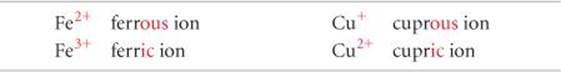 Fe²⁺ ferrous ion Cu⁺ cuprous ion
Fe³⁺ ferric ion Cu²⁺ cupric ion